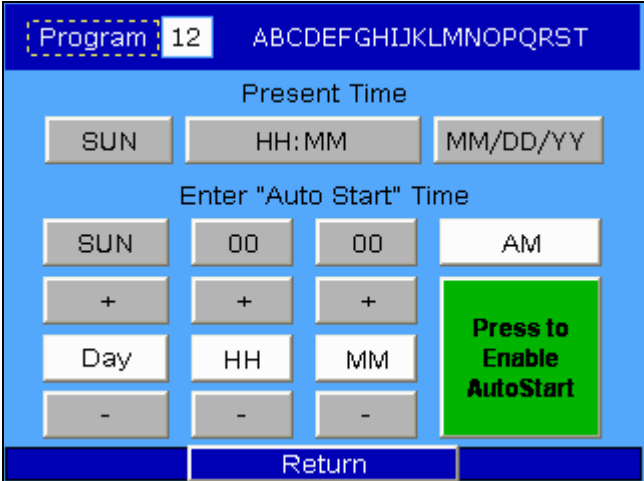 Program 12 ABCDEFGHIJKLMNOPQRST
Present Time
SUN HH:MM MM/DD/YY
Enter "Auto Start" Time
SUN 00 00 AM
+ + +
Press to
Enable
AutoStart
Day HH MM
- - -
Return